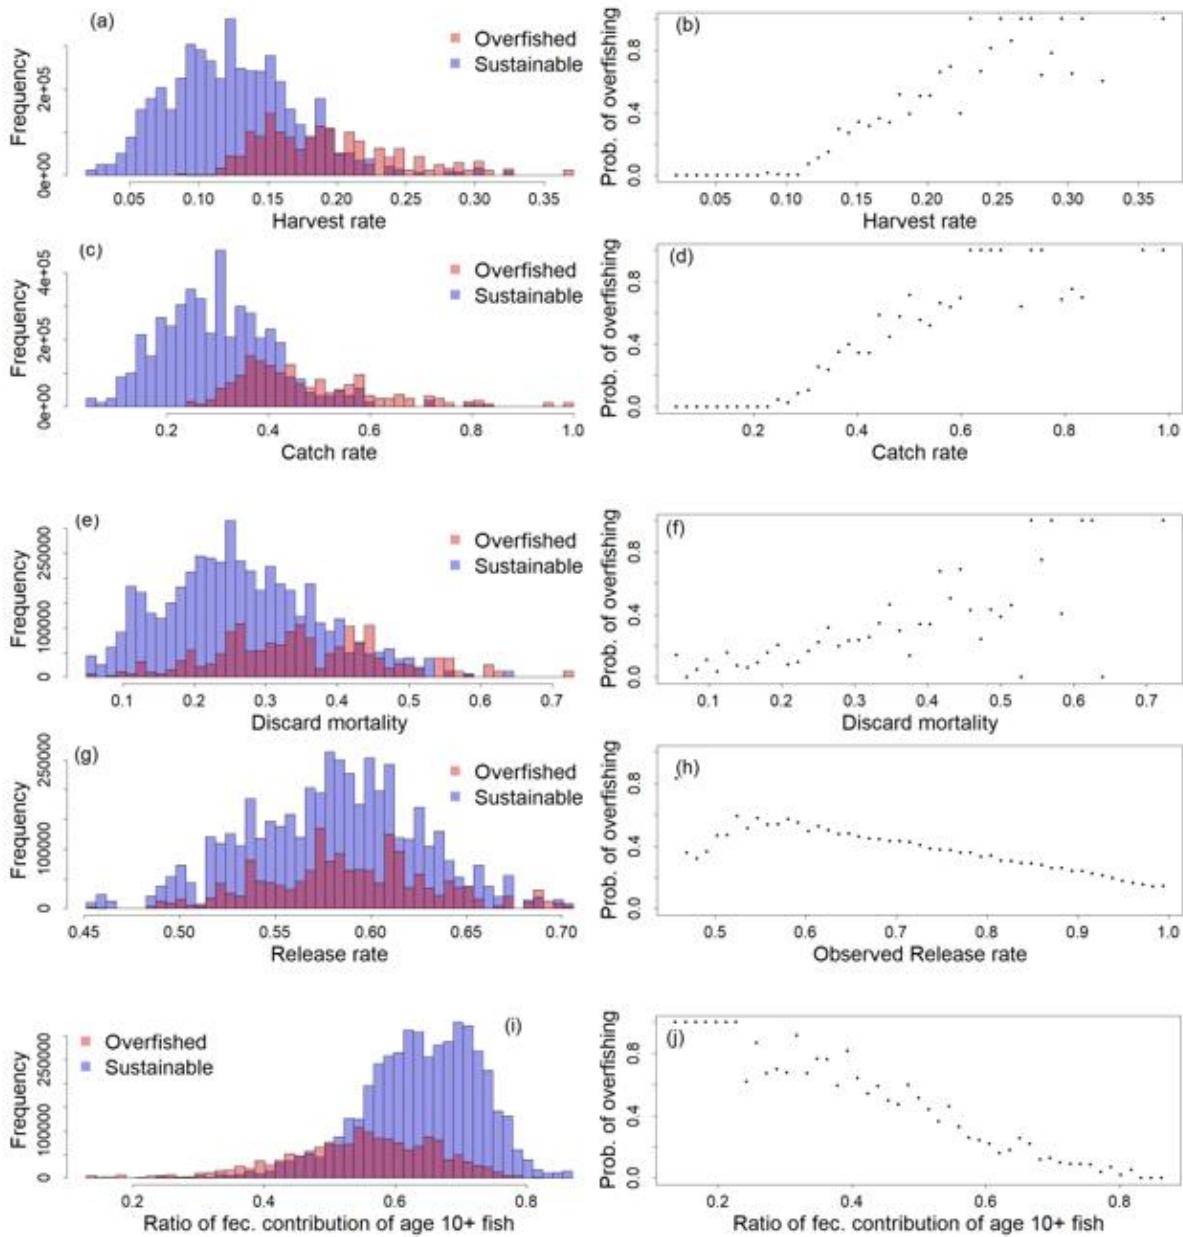 (a)
Overfished
Sustainable
Frequency
0e+00
2e+05
0.05 0.10 0.15 0.20 0.25 0.30 0.35
Harvest rate
(b)
Prob. of overfishing
0.0
0.4
0.8
0.05 0.10 0.15 0.20 0.25 0.30 0.35
Harvest rate
(c)
Overfished
Sustainable
Frequency
0e+00
2e+05
4e+05
0.2 0.4 0.6 0.8 1.0
Catch rate
(d)
Prob. of overfishing
0.0
0.4
0.8
0.2 0.4 0.6 0.8 1.0
Catch rate
(e)
Overfished
Sustainable
Frequency
0
100000
250000
0.1 0.2 0.3 0.4 0.5 0.6 0.7
Discard mortality
(f)
Prob. of overfishing
0.0
0.4
0.8
0.1 0.2 0.3 0.4 0.5 0.6 0.7
Discard mortality
(g)
Overfished
Sustainable
Frequency
0
100000
250000
0.45 0.50 0.55 0.60 0.65 0.70
Release rate
(h)
Prob. of overfishing
0.0
0.4
0.8
0.5 0.6 0.7 0.8 0.9 1.0
Observed Release rate
(i)
Overfished
Sustainable
Frequency
0
100000
250000
0.2 0.4 0.6 0.8
Ratio of fec. contribution of age 10+ fish
(j)
Prob. of overfishing
0.0
0.4
0.8
0.2 0.4 0.6 0.8
Ratio of fec. contribution of age 10+ fish